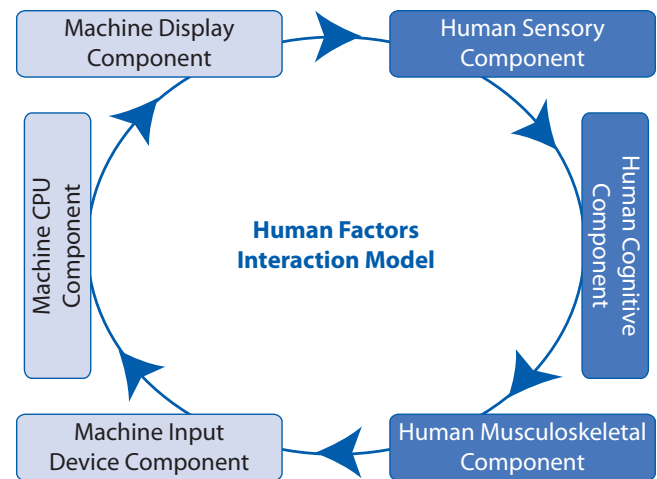 Machine Display
Component
Human Sensory
Component
Human Cognitive
Component
Human Musculoskeletal
Component
Machine Input
Device Component
Machine CPU
Component
Human Factors
Interaction Model